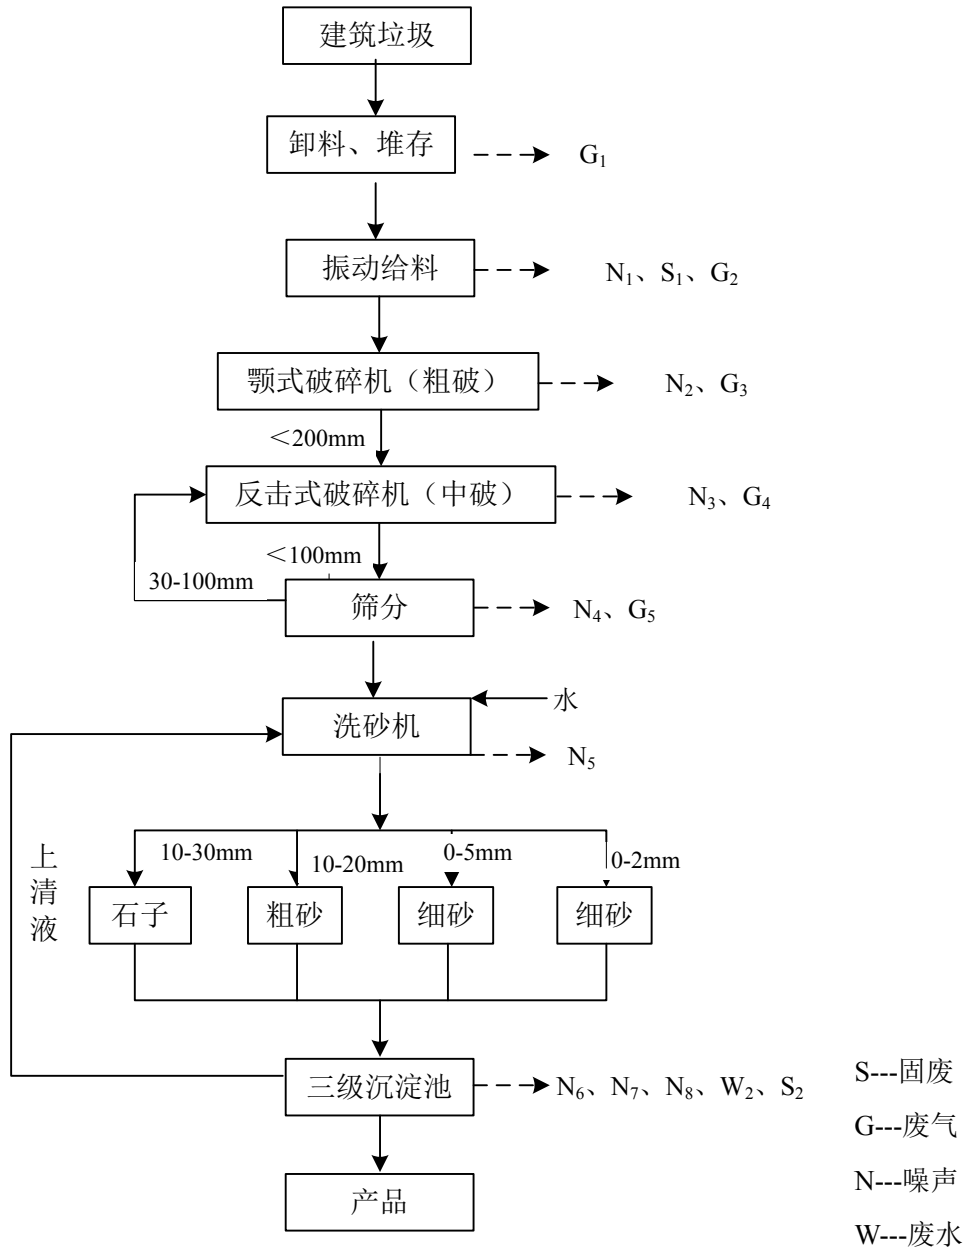 建筑垃圾
卸料、堆存
G₁
振动给料
N₁、S₁、G₂
颚式破碎机（粗破）
N₂、G₃
＜200mm
反击式破碎机（中破）
N₃、G₄
＜100mm
30-100mm
筛分
N₄、G₅
水
洗砂机
N₅
上清液
10-30mm
10-20mm
0-5mm
0-2mm
石子
粗砂
细砂
细砂
三级沉淀池
N₆、N₇、N₈、W₂、S₂
产品
S---固废
G---废气
N---噪声
W---废水